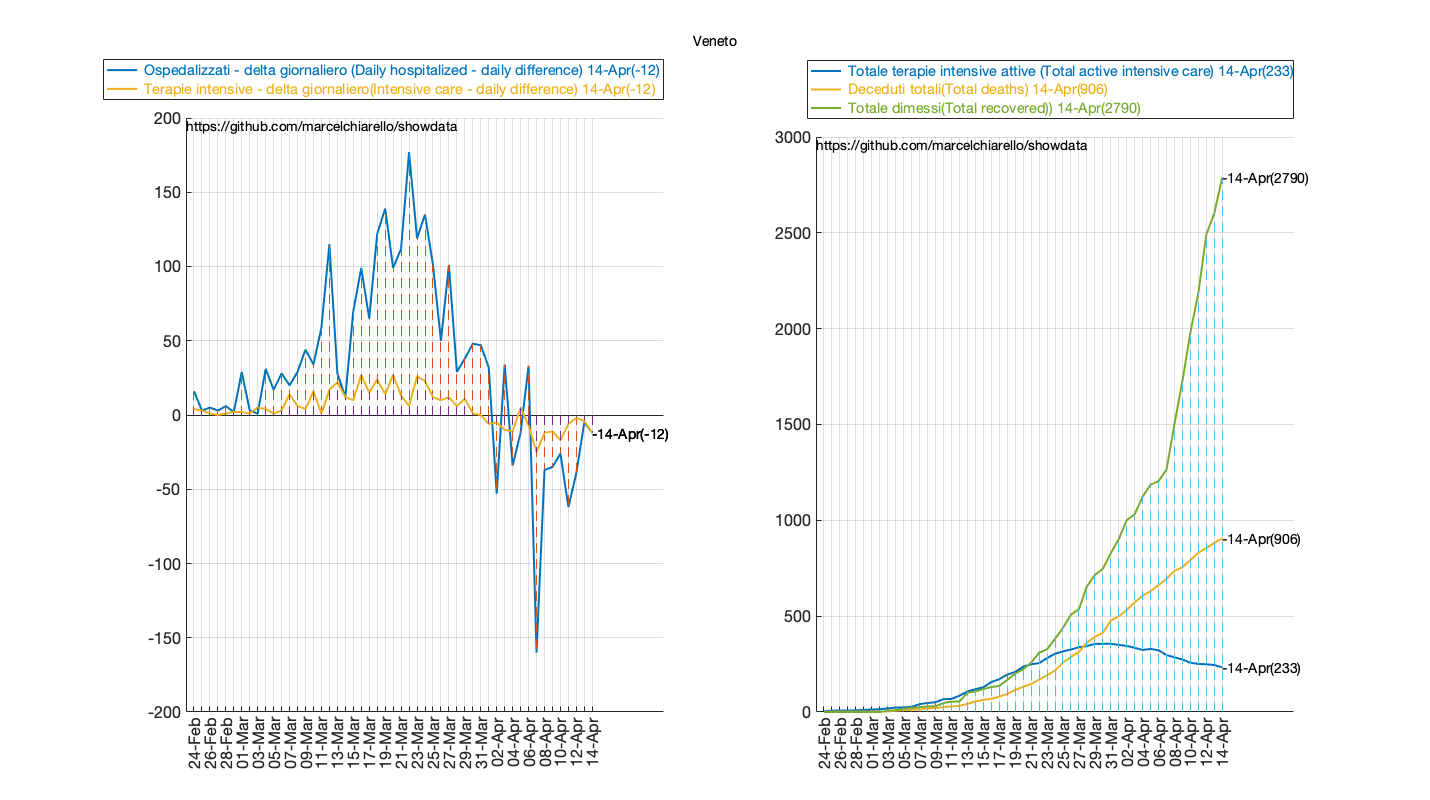 Veneto
Ospedalizzati - delta giornaliero (Daily hospitalized - daily difference) 14-Apr(-12)
Terapie intensive - delta giornaliero(Intensive care - daily difference) 14-Apr(-12)
https://github.com/marcelchiarello/showdata
200
150
100
50
0
-50
-100
-150
-200
-14-Apr(-12)
24-Feb
26-Feb
28-Feb
01-Mar
03-Mar
05-Mar
07-Mar
09-Mar
11-Mar
13-Mar
15-Mar
17-Mar
19-Mar
21-Mar
23-Mar
25-Mar
27-Mar
29-Mar
31-Mar
02-Apr
04-Apr
06-Apr
08-Apr
10-Apr
12-Apr
14-Apr
Totale terapie intensive attive (Total active intensive care) 14-Apr(233)
Deceduti totali(Total deaths) 14-Apr(906)
Totale dimessi(Total recovered)) 14-Apr(2790)
https://github.com/marcelchiarello/showdata
3000
2500
2000
1500
1000
500
0
-14-Apr(2790)
-14-Apr(906)
-14-Apr(233)
24-Feb
26-Feb
28-Feb
01-Mar
03-Mar
05-Mar
07-Mar
09-Mar
11-Mar
13-Mar
15-Mar
17-Mar
19-Mar
21-Mar
23-Mar
25-Mar
27-Mar
29-Mar
31-Mar
02-Apr
04-Apr
06-Apr
08-Apr
10-Apr
12-Apr
14-Apr